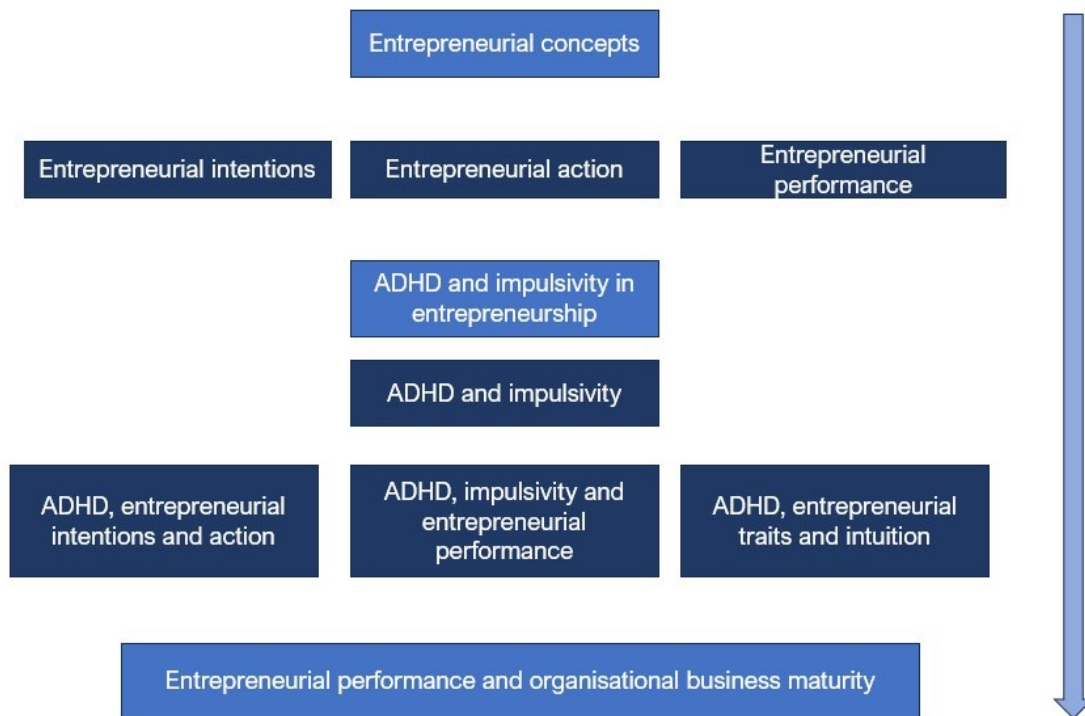 Entrepreneurial concepts
Entrepreneurial intentions
Entrepreneurial action
Entrepreneurial
performance
ADHD and impulsivity in
entrepreneurship
ADHD and impulsivity
ADHD, entrepreneurial
intentions and action
ADHD, impulsivity and
entrepreneurial
performance
ADHD, entrepreneurial
traits and intuition
Entrepreneurial performance and organisational business maturity